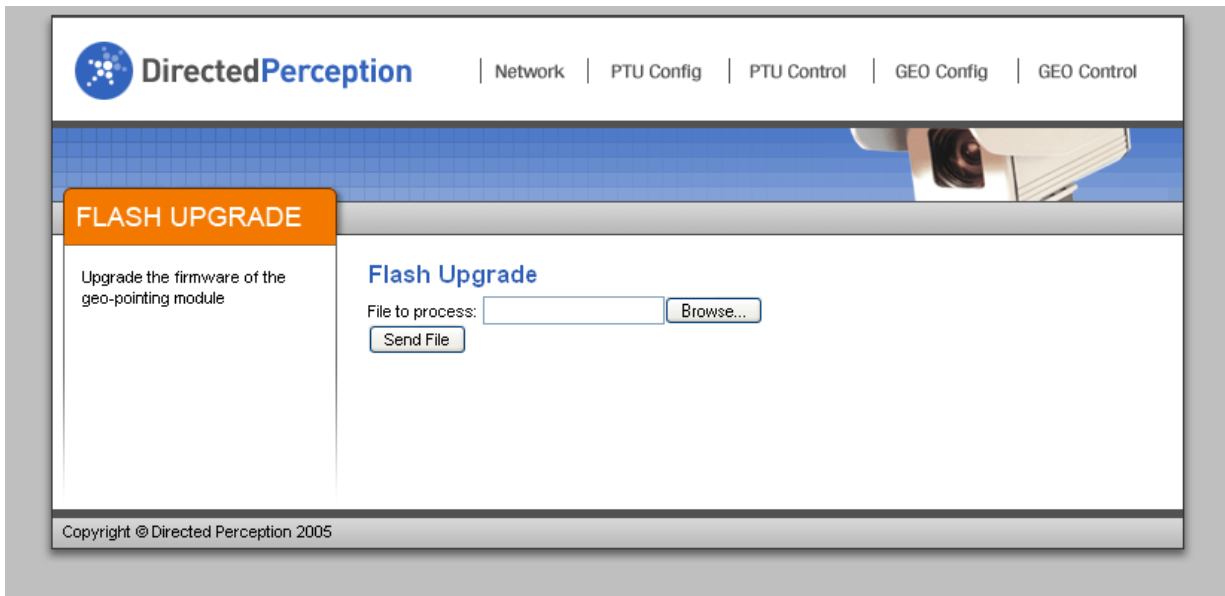 DirectedPerception | Network | PTU Config | PTU Control | GEO Config | GEO Control
FLASH UPGRADE
Upgrade the firmware of the
geo-pointing module
Flash Upgrade
File to process: Browse...
Send File
Copyright © Directed Perception 2005